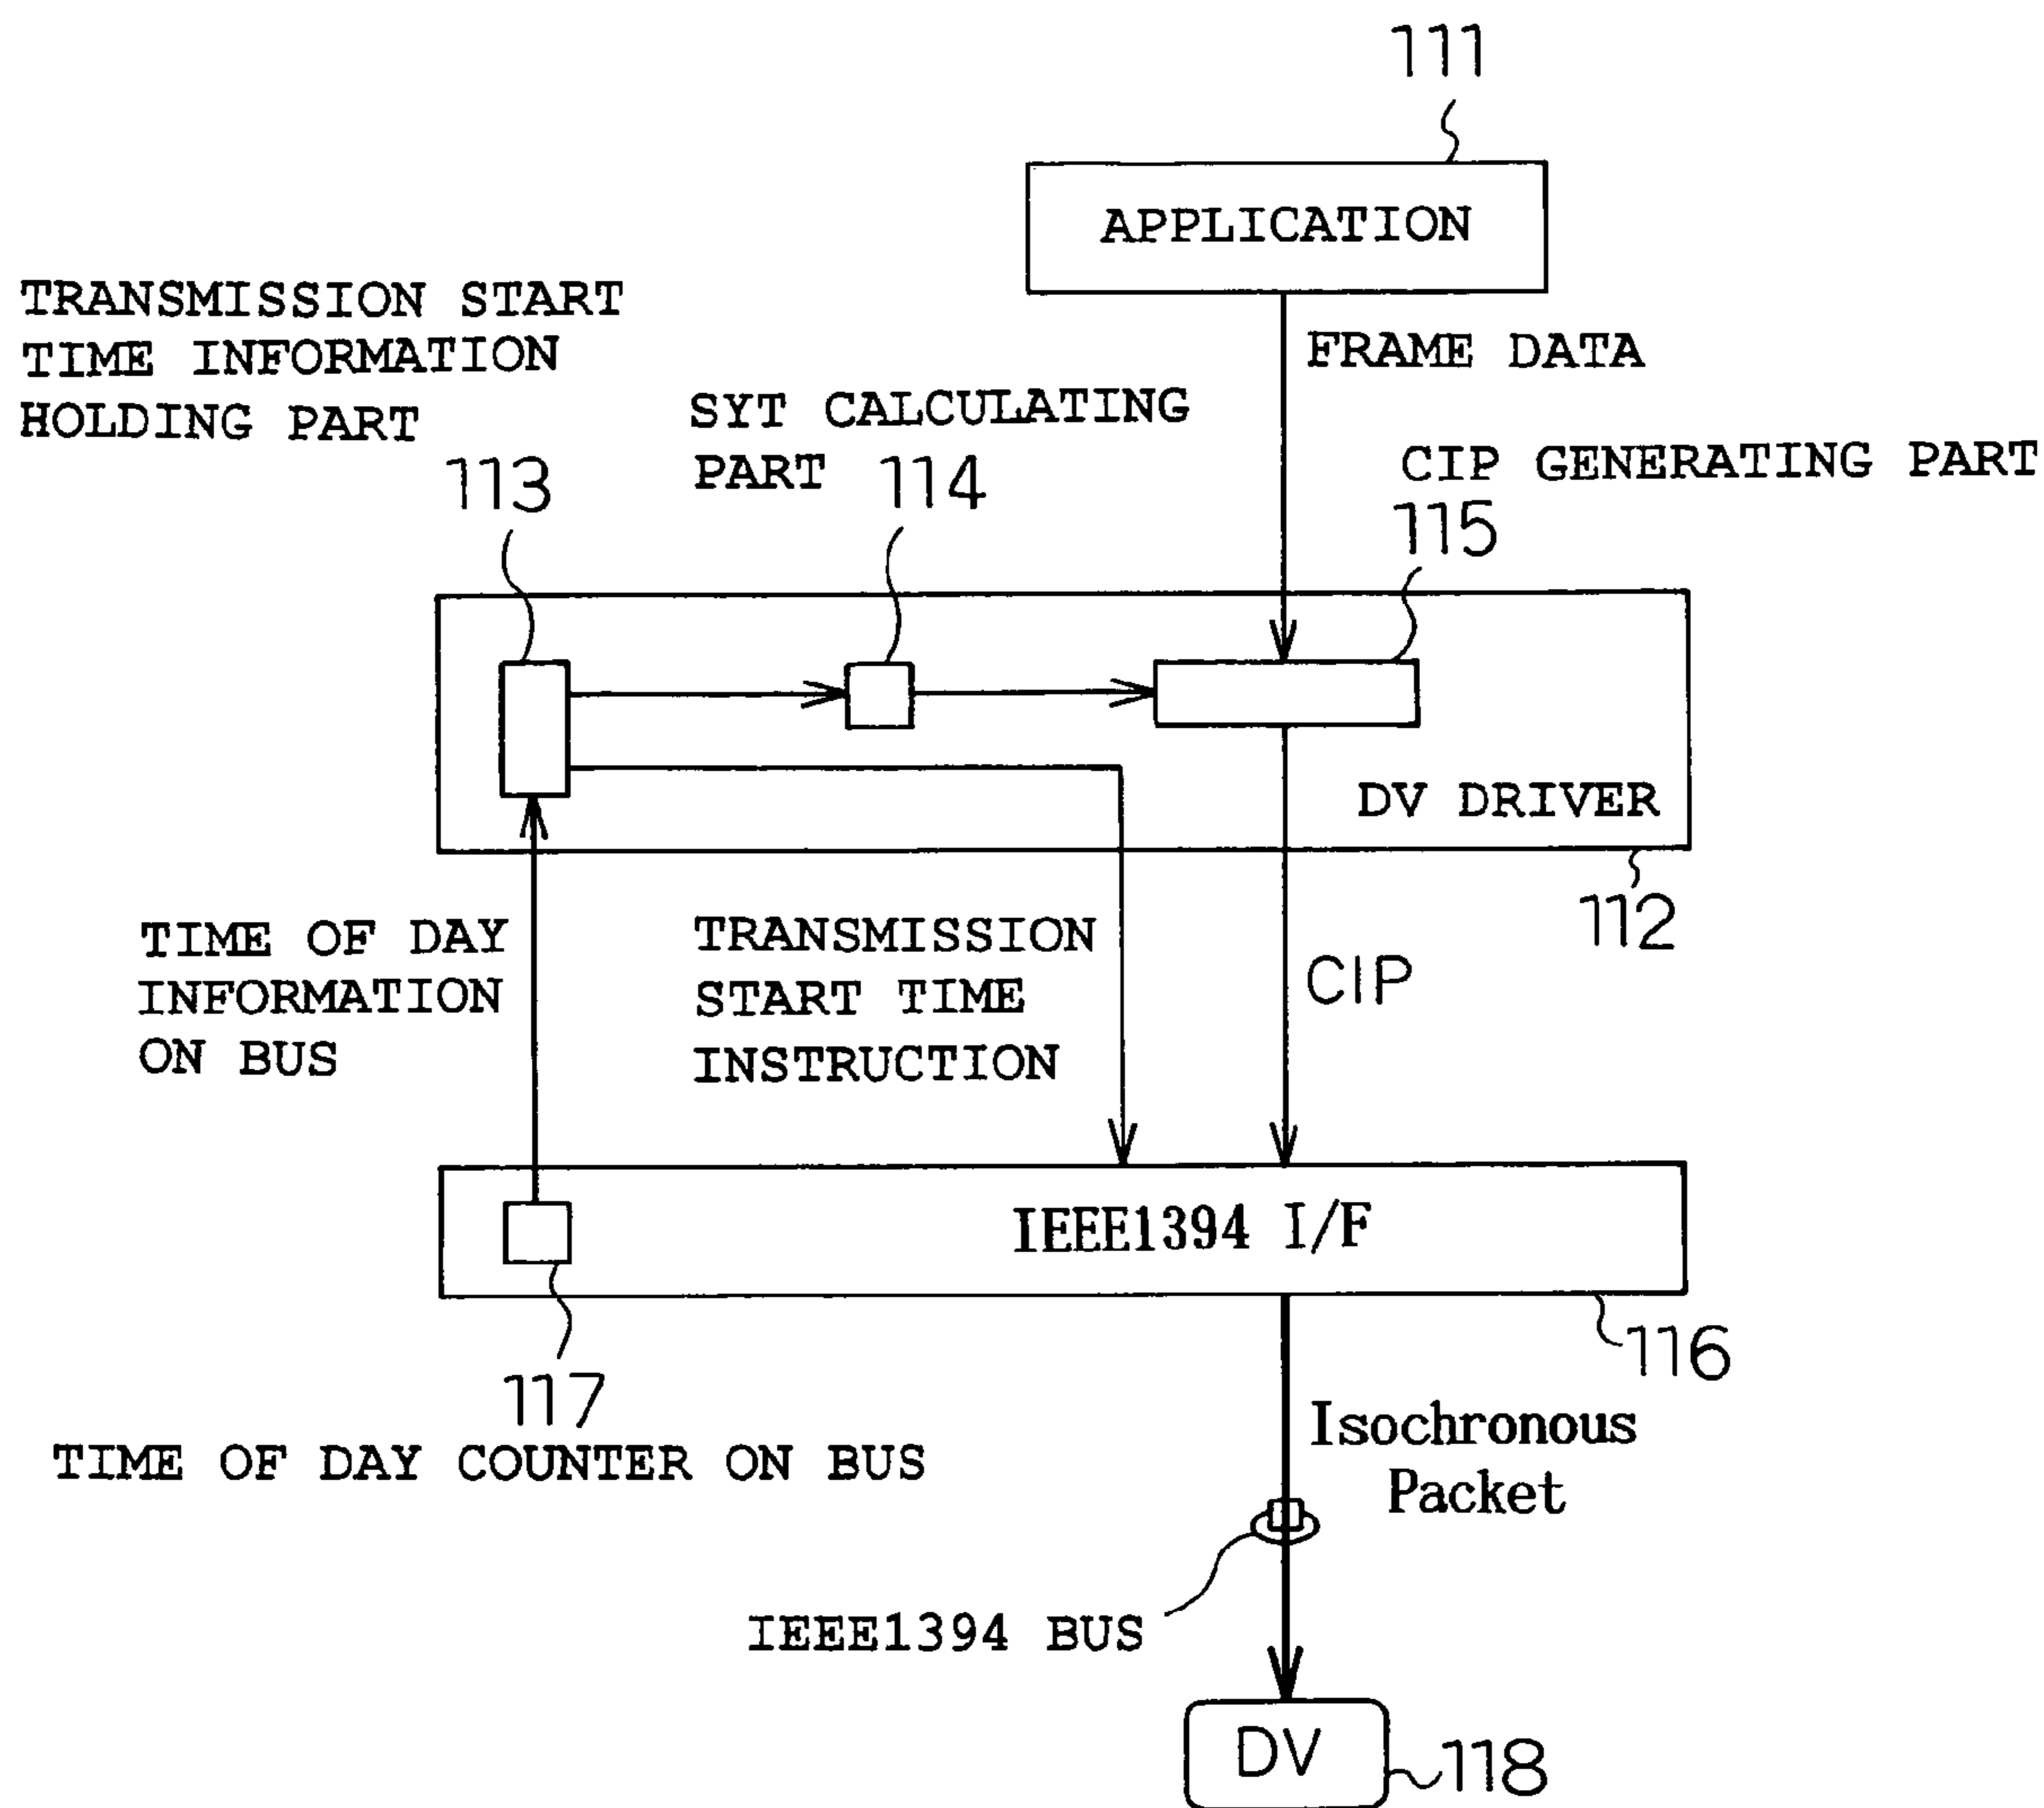 111
APPLICATION
TRANSMISSION START
TIME INFORMATION
HOLDING PART
FRAME DATA
SYT CALCULATING
PART
CIP GENERATING PART
113
114
115
DV DRIVER
112
TIME OF DAY
INFORMATION
ON BUS
TRANSMISSION
START TIME
INSTRUCTION
CIP
IEEE1394 I/F
116
117
TIME OF DAY COUNTER ON BUS
Isochronous
Packet
IEEE1394 BUS
DV
118